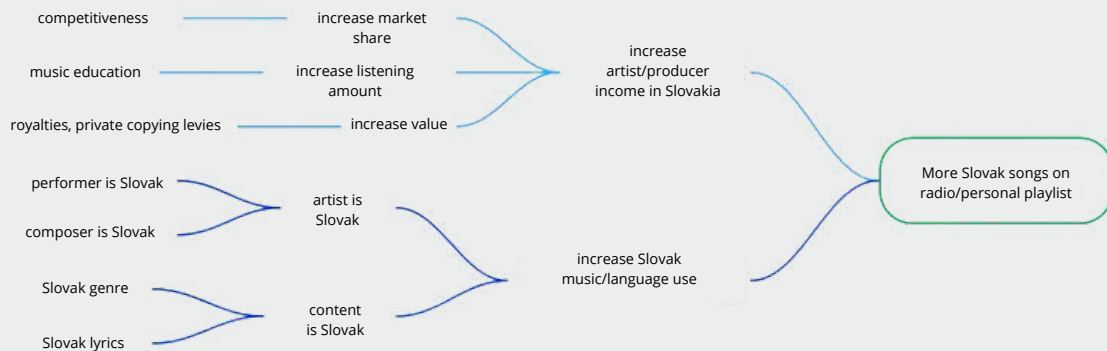 competitiveness
increase market
share
music education
increase listening
amount
royalties, private copying levies
increase value
increase
artist/producer
income in Slovakia
performer is Slovak
composer is Slovak
artist is
Slovak
Slovak genre
Slovak lyrics
content
is Slovak
increase Slovak
music/language use
More Slovak songs on
radio/personal playlist